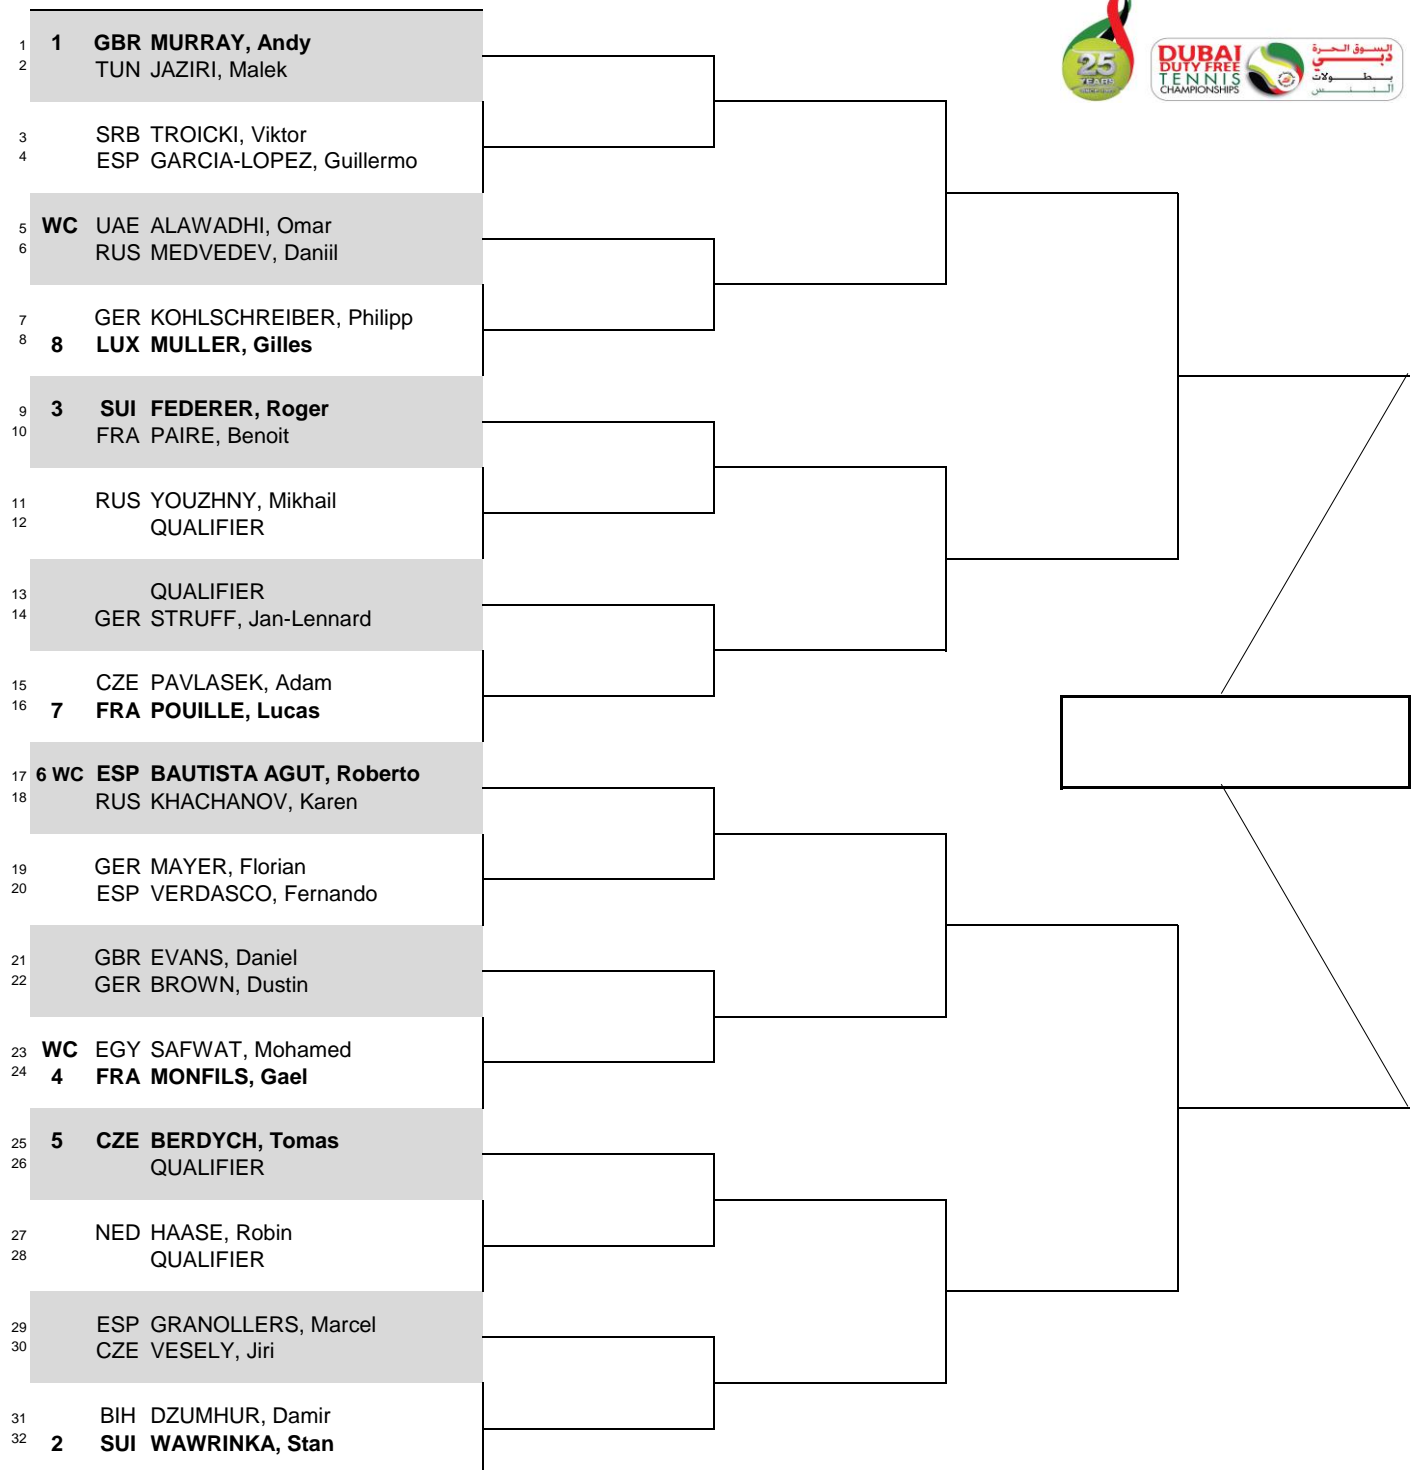 25
YEARS
DUBAI
DUTY FREE
TENNIS
CHAMPIONSHIPS
السوق الحرة
دبي
بطولات
التنس
1 1 GBR MURRAY, Andy
2 TUN JAZIRI, Malek
3 SRB TROICKI, Viktor
4 ESP GARCIA-LOPEZ, Guillermo
5 WC UAE ALAWADHI, Omar
6 RUS MEDVEDEV, Daniil
7 GER KOHLSCHREIBER, Philipp
8 8 LUX MULLER, Gilles
9 3 SUI FEDERER, Roger
10 FRA PAIRE, Benoit
11 RUS YOUZHNY, Mikhail
12 QUALIFIER
13 QUALIFIER
14 GER STRUFF, Jan-Lennard
15 CZE PAVLASEK, Adam
16 7 FRA POUILLE, Lucas
17 6 WC ESP BAUTISTA AGUT, Roberto
18 RUS KHACHANOV, Karen
19 GER MAYER, Florian
20 ESP VERDASCO, Fernando
21 GBR EVANS, Daniel
22 GER BROWN, Dustin
23 WC EGY SAFWAT, Mohamed
24 4 FRA MONFILS, Gael
25 5 CZE BERDYCH, Tomas
26 QUALIFIER
27 NED HAASE, Robin
28 QUALIFIER
29 ESP GRANOLLERS, Marcel
30 CZE VESELY, Jiri
31 BIH DZUMHUR, Damir
32 2 SUI WAWRINKA, Stan